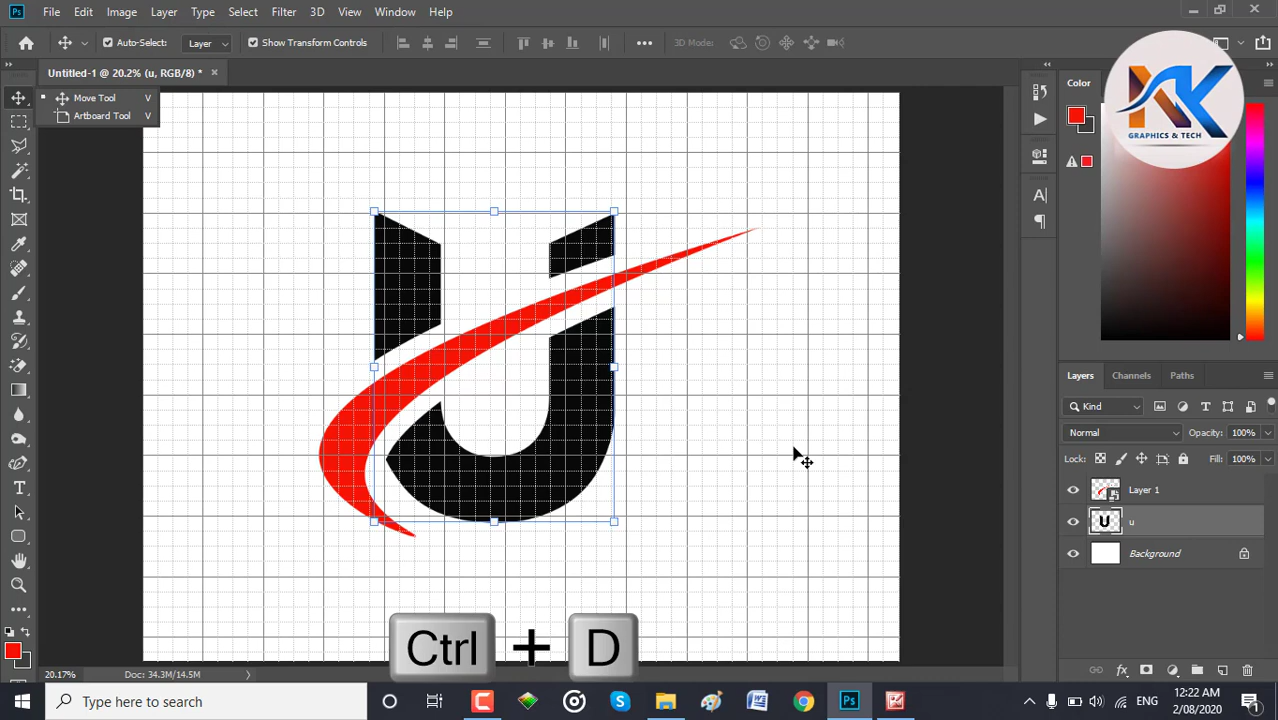 Ps File Edit Image Layer Type Select Filter 3D View Window Help
Auto-Select: Layer Show Transform Controls 3D Mode:
Untitled-1 @ 20.2% (u, RGB/8) *
Move Tool V
Artboard Tool V
Color
NK
GRAPHICS & TECH
U
Layers Channels Paths
Kind
Normal Opacity: 100%
Lock: Fill: 100%
Layer 1
u
Background
Ctrl + D
20.17% Doc: 34.3M/14.5M
Type here to search
ENG
12:22 AM
2/08/2020